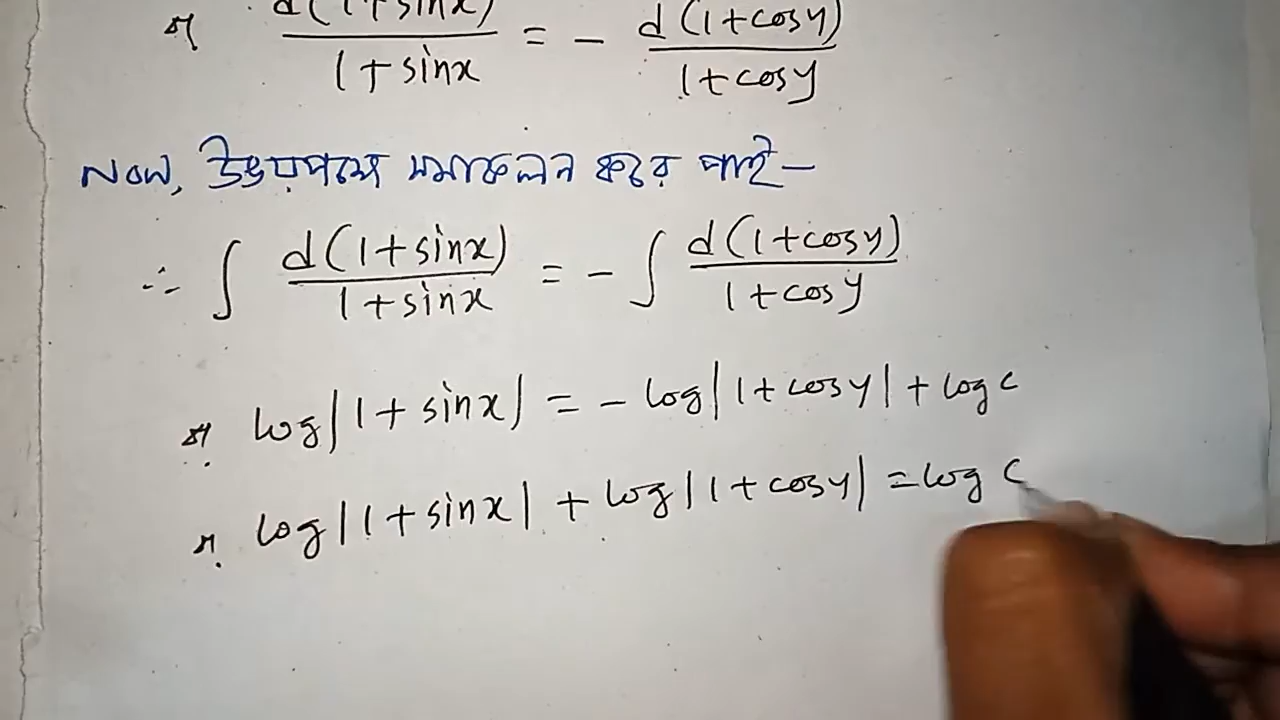 বা d(1+sinx)/1+sinx = - d(1+cosy)/1+cosy
Now, উভয়পক্ষে সমাকলন করে পাই-
∴ ∫ d(1+sinx)/1+sinx = - ∫ d(1+cosy)/1+cosy
বা log|1+sinx| = - log|1+cosy| + log c
বা log|1+sinx| + log|1+cosy| = log c